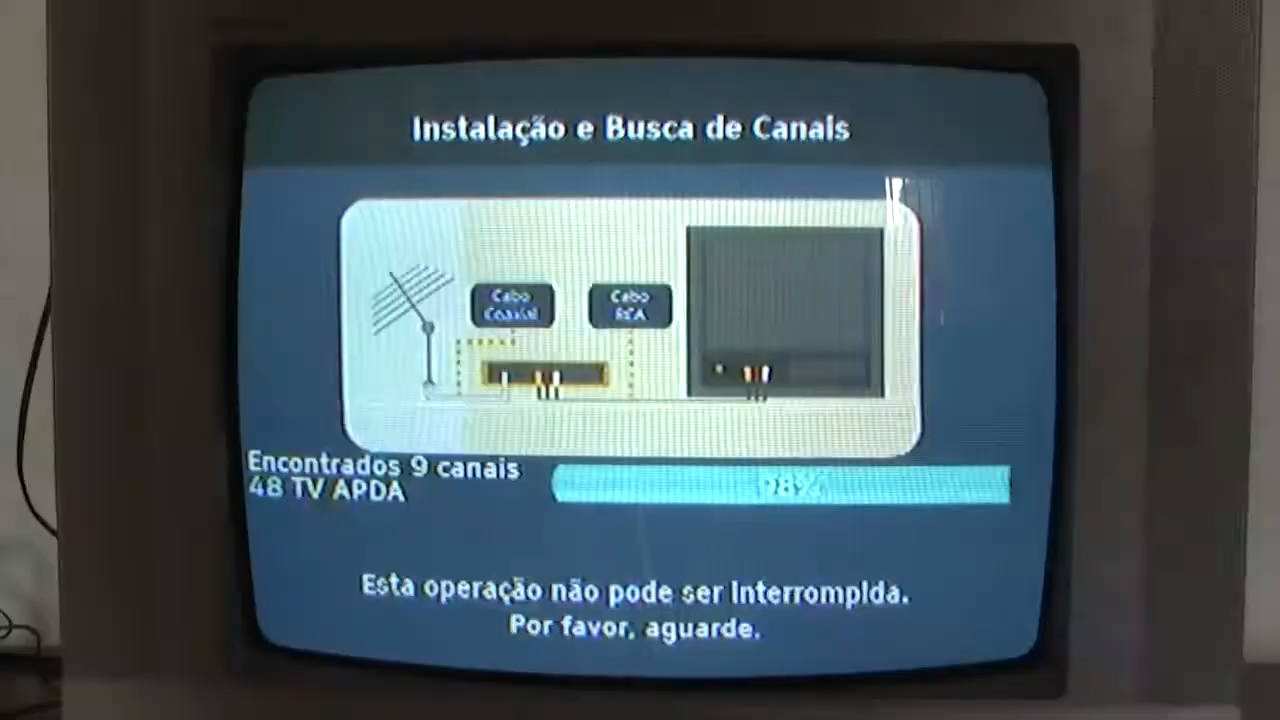 Instalação e Busca de Canais
Cabo
Coaxial
Cabo
RCA
Encontrados 9 canais
48 TV APDA
98%
Esta operação não pode ser interrompida.
Por favor, aguarde.